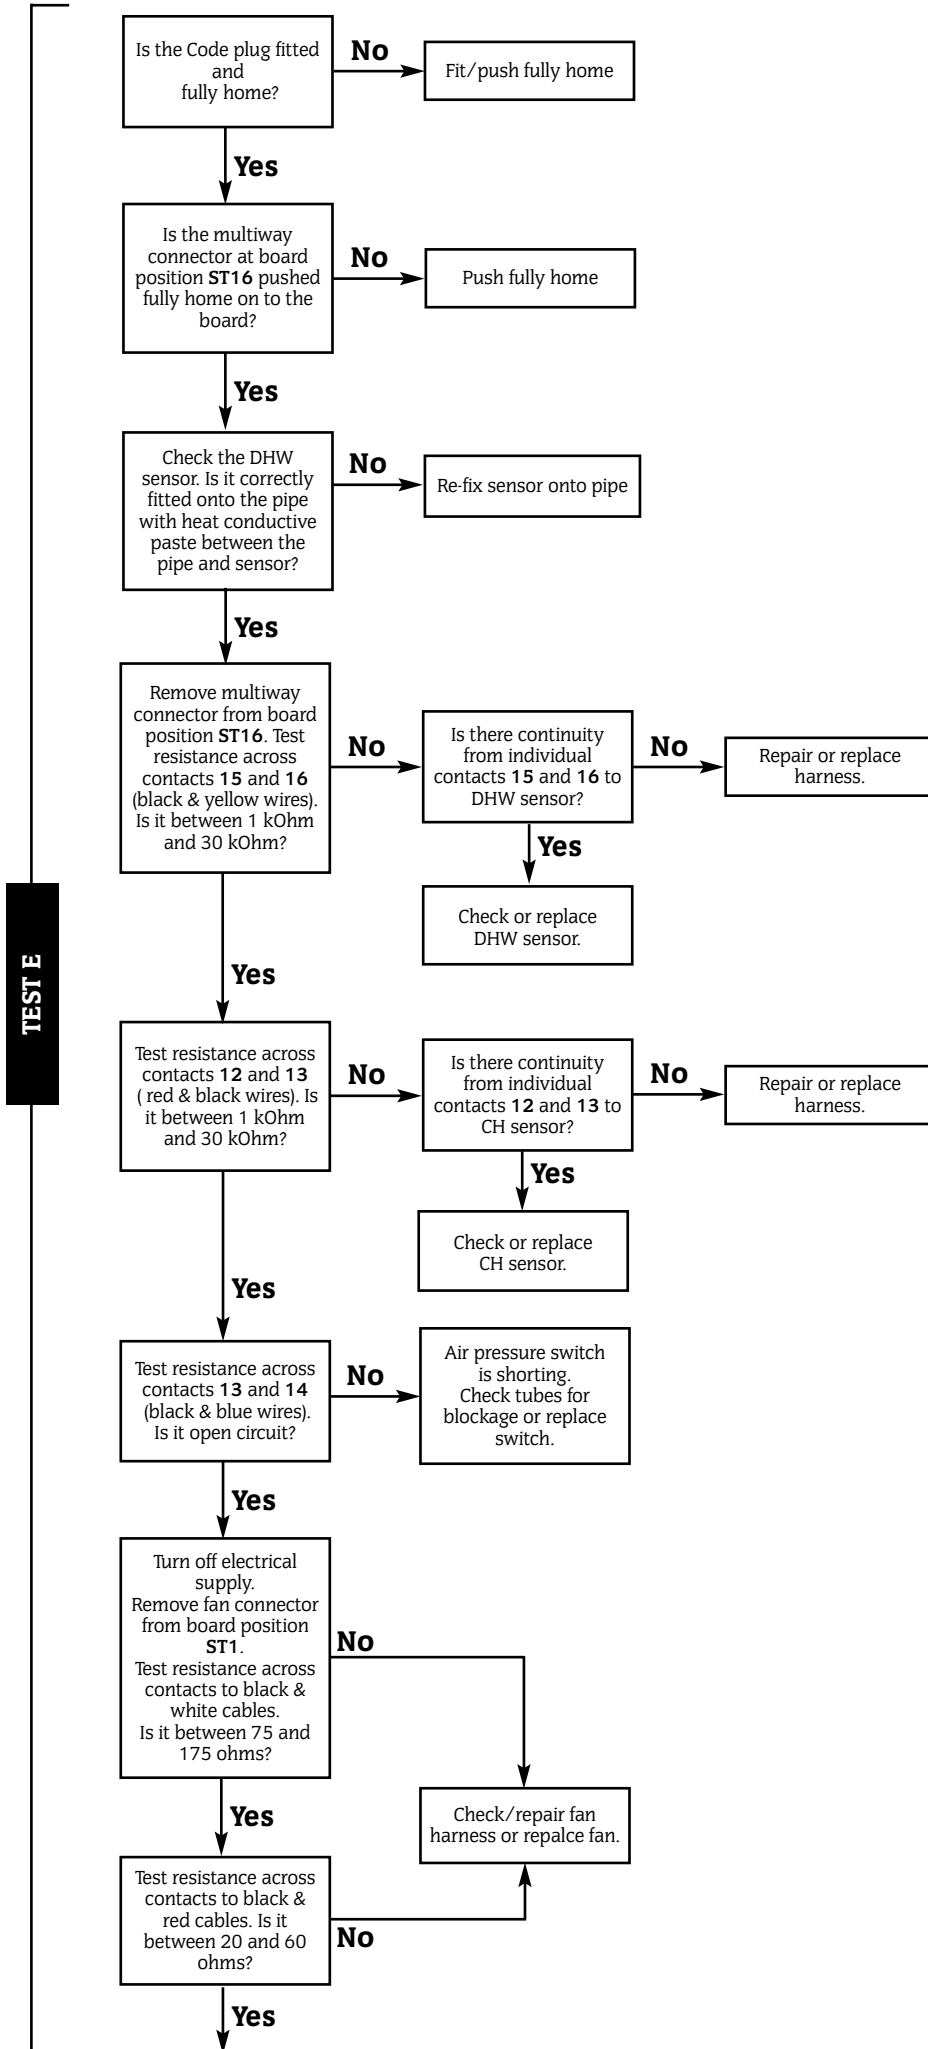 Is the Code plug fitted
and
fully home?
No
Fit/push fully home
Yes
Is the multiway
connector at board
position ST16 pushed
fully home on to the
board?
No
Push fully home
Yes
Check the DHW
sensor. Is it correctly
fitted onto the pipe
with heat conductive
paste between the
pipe and sensor?
No
Re-fix sensor onto pipe
Yes
Remove multiway
connector from board
position ST16. Test
resistance across
contacts 15 and 16
(black & yellow wires).
Is it between 1 kOhm
and 30 kOhm?
No
Is there continuity
from individual
contacts 15 and 16 to
DHW sensor?
No
Repair or replace
harness.
Yes
Check or replace
DHW sensor.
Yes
TEST E
Test resistance across
contacts 12 and 13
( red & black wires). Is
it between 1 kOhm
and 30 kOhm?
No
Is there continuity
from individual
contacts 12 and 13 to
CH sensor?
No
Repair or replace
harness.
Yes
Check or replace
CH sensor.
Yes
Test resistance across
contacts 13 and 14
(black & blue wires).
Is it open circuit?
No
Air pressure switch
is shorting.
Check tubes for
blockage or replace
switch.
Yes
Turn off electrical
supply.
Remove fan connector
from board position
ST1.
Test resistance across
contacts to black &
white cables.
Is it between 75 and
175 ohms?
No
Check/repair fan
harness or repalce fan.
Yes
Test resistance across
contacts to black &
red cables. Is it
between 20 and 60
ohms?
No
Yes